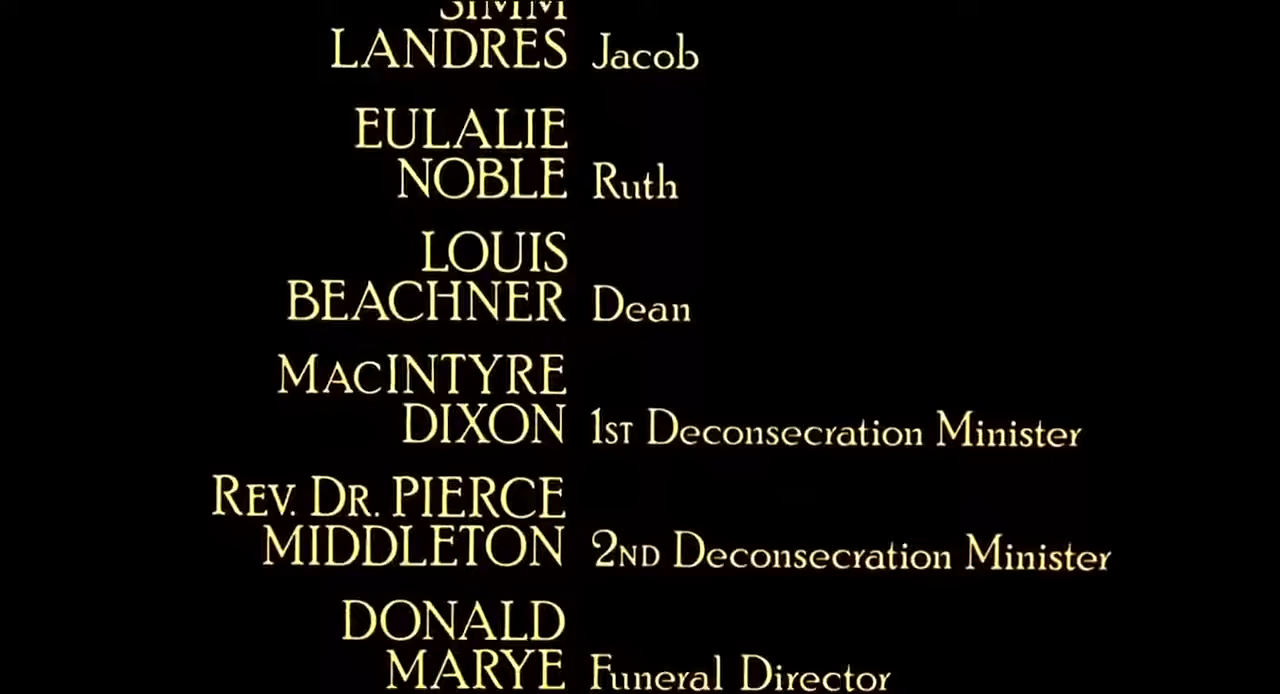 SIMM
LANDRES Jacob
EULALIE
NOBLE Ruth
LOUIS
BEACHNER Dean
MACINTYRE
DIXON 1ST Deconsecration Minister
REV. DR. PIERCE
MIDDLETON 2ND Deconsecration Minister
DONALD
MARYE Funeral Director